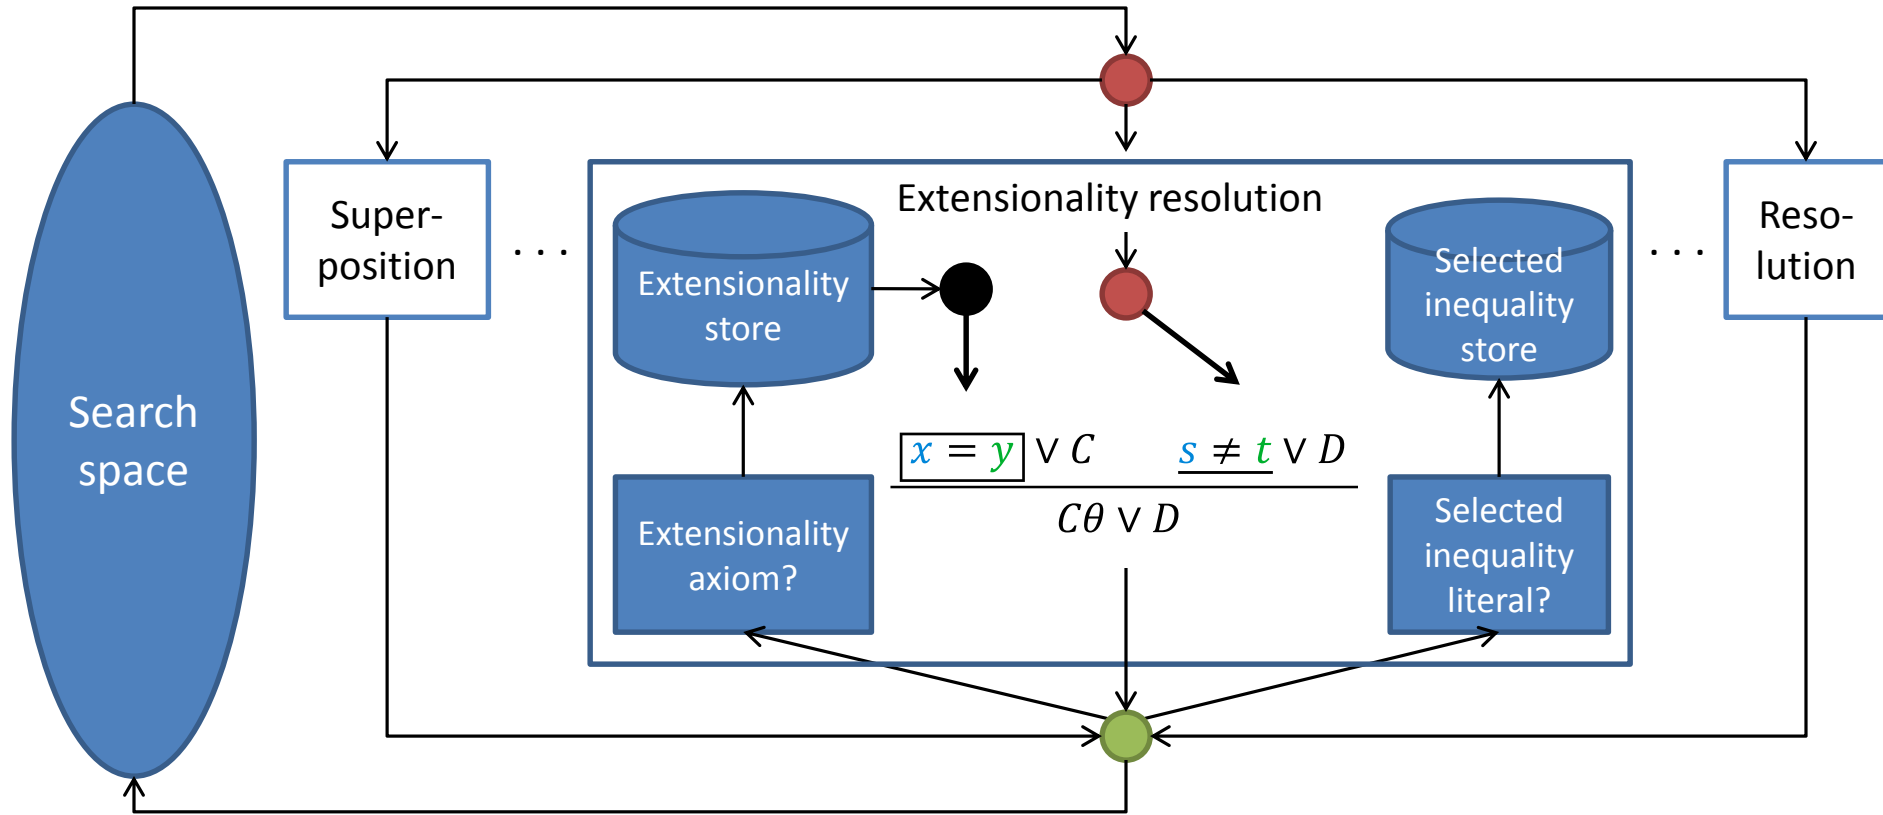 Search
space
Super-
position
. . .
Extensionality resolution
Extensionality
store
Extensionality
axiom?
x = y ∨ C
s ≠ t ∨ D
Cθ ∨ D
Selected
inequality
store
Selected
inequality
literal?
. . .
Reso-
lution